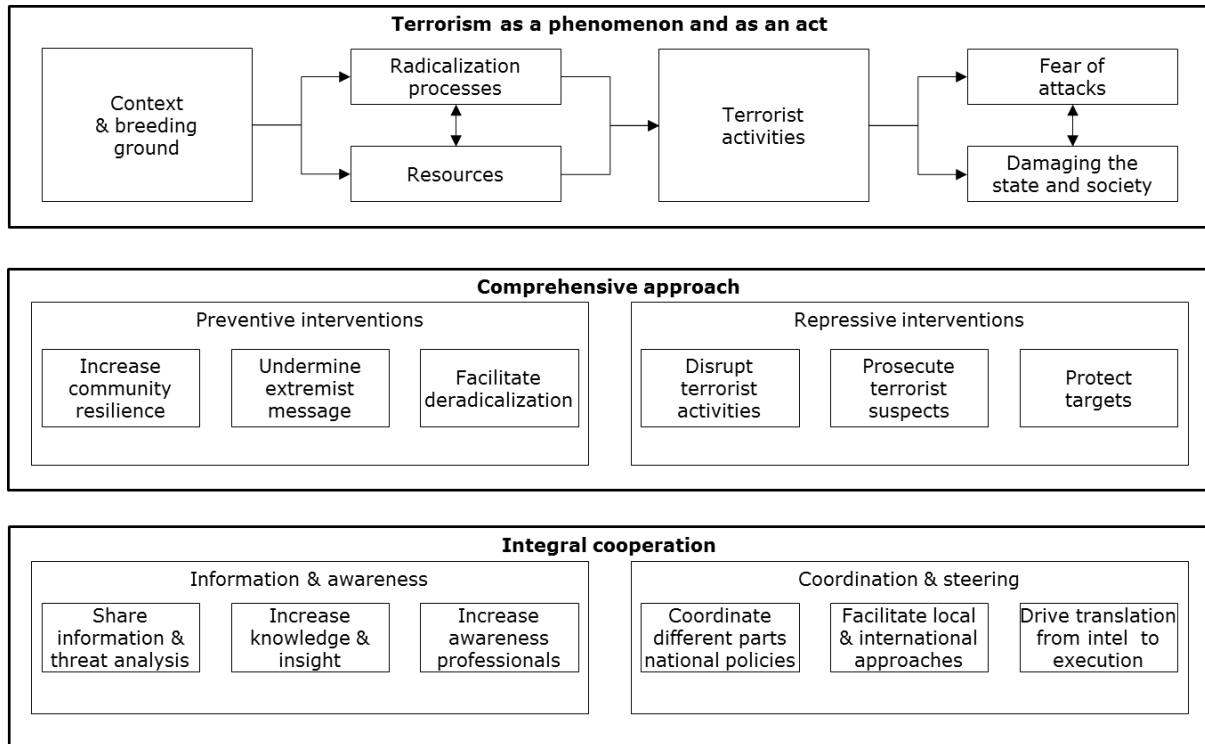 Terrorism as a phenomenon and as an act
Context
& breeding
ground
Radicalization
processes
Resources
Terrorist
activities
Fear of
attacks
Damaging the
state and society
Comprehensive approach
Preventive interventions
Increase
community
resilience
Undermine
extremist
message
Facilitate
deradicalization
Repressive interventions
Disrupt
terrorist
activities
Prosecute
terrorist
suspects
Protect
targets
Integral cooperation
Information & awareness
Share
information &
threat analysis
Increase
knowledge &
insight
Increase
awareness
professionals
Coordination & steering
Coordinate
different parts
national policies
Facilitate local
& international
approaches
Drive translation
from intel to
execution